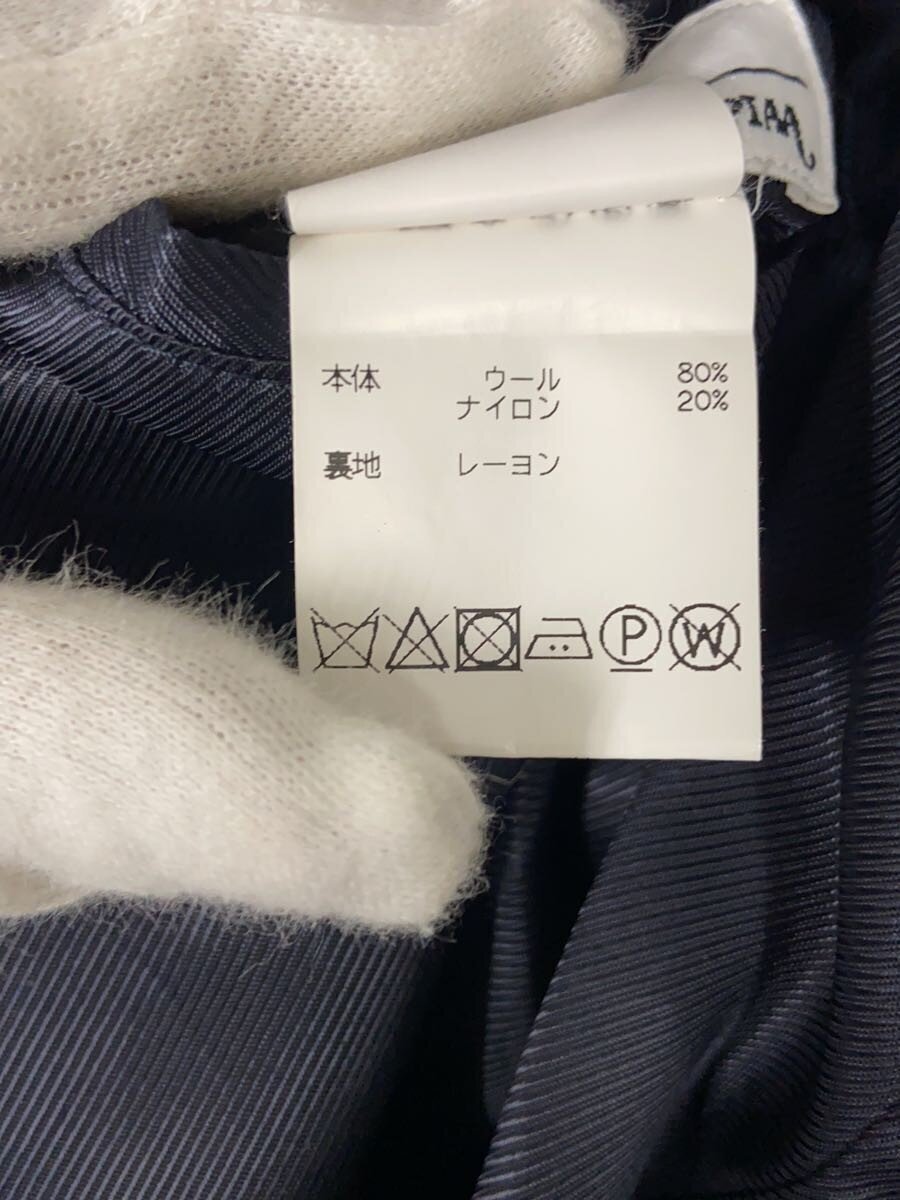 本体 ウール 80%
ナイロン 20%
裏地 レーヨン
P
W